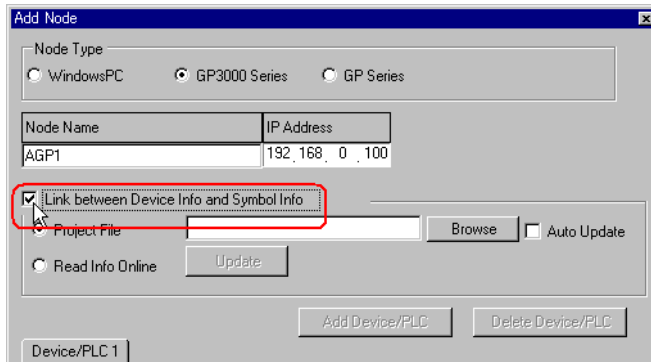 Add Node
Node Type
WindowsPC GP3000 Series GP Series
Node Name IP Address
AGP1 192.168. 0 .100
Link between Device Info and Symbol Info
Project File Browse Auto Update
Read Info Online Update
Add Device/PLC Delete Device/PLC
Device/PLC 1